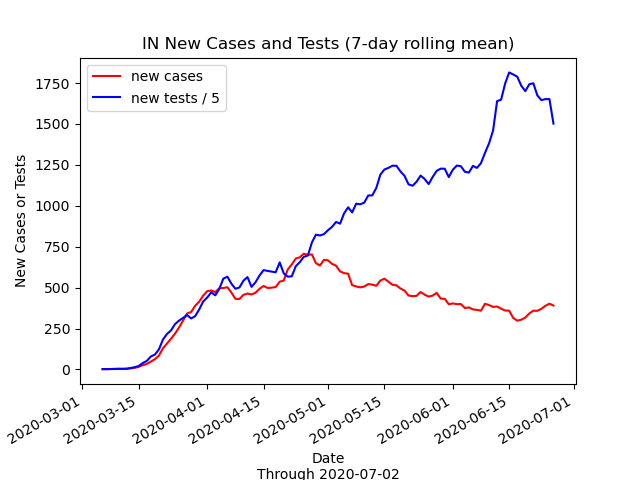 IN New Cases and Tests (7-day rolling mean)
new cases
new tests / 5
New Cases or Tests
1750
1500
1250
1000
750
500
250
0
2020-03-01
2020-03-15
2020-04-01
2020-04-15
2020-05-01
2020-05-15
2020-06-01
2020-06-15
2020-07-01
Date
Through 2020-07-02